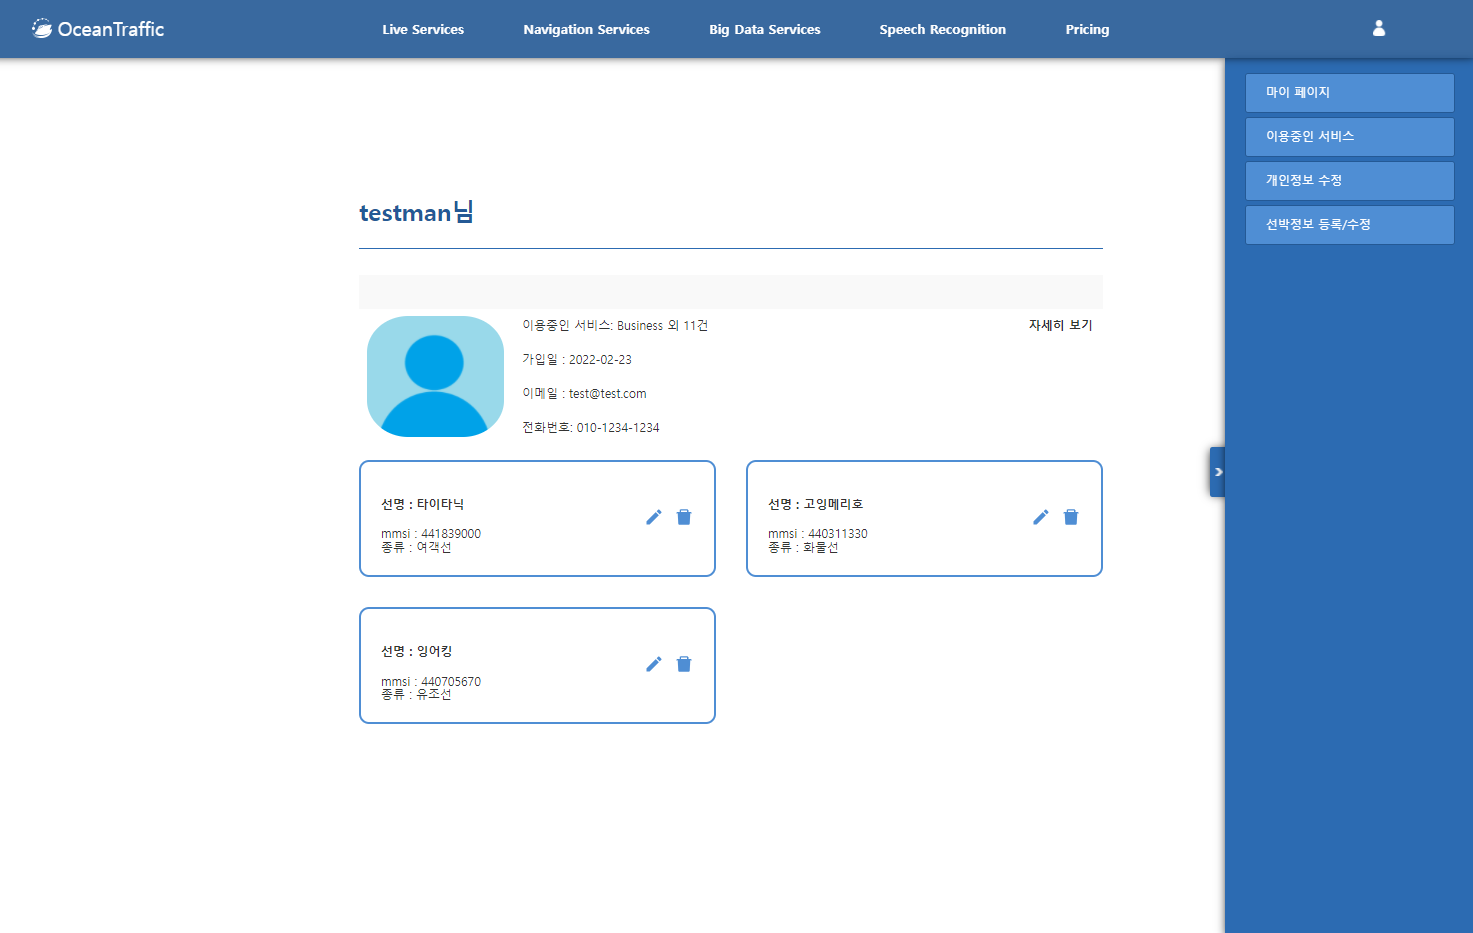 OceanTraffic
Live Services
Navigation Services
Big Data Services
Speech Recognition
Pricing
마이 페이지
이용중인 서비스
개인정보 수정
선박정보 등록/수정
testman님
이용중인 서비스: Business 외 11건
자세히 보기
가입일 : 2022-02-23
이메일 : test@test.com
전화번호: 010-1234-1234
선명 : 타이타닉
mmsi : 441839000
종류 : 여객선
선명 : 고잉메리호
mmsi : 440311330
종류 : 화물선
선명 : 잉어킹
mmsi : 440705670
종류 : 유조선